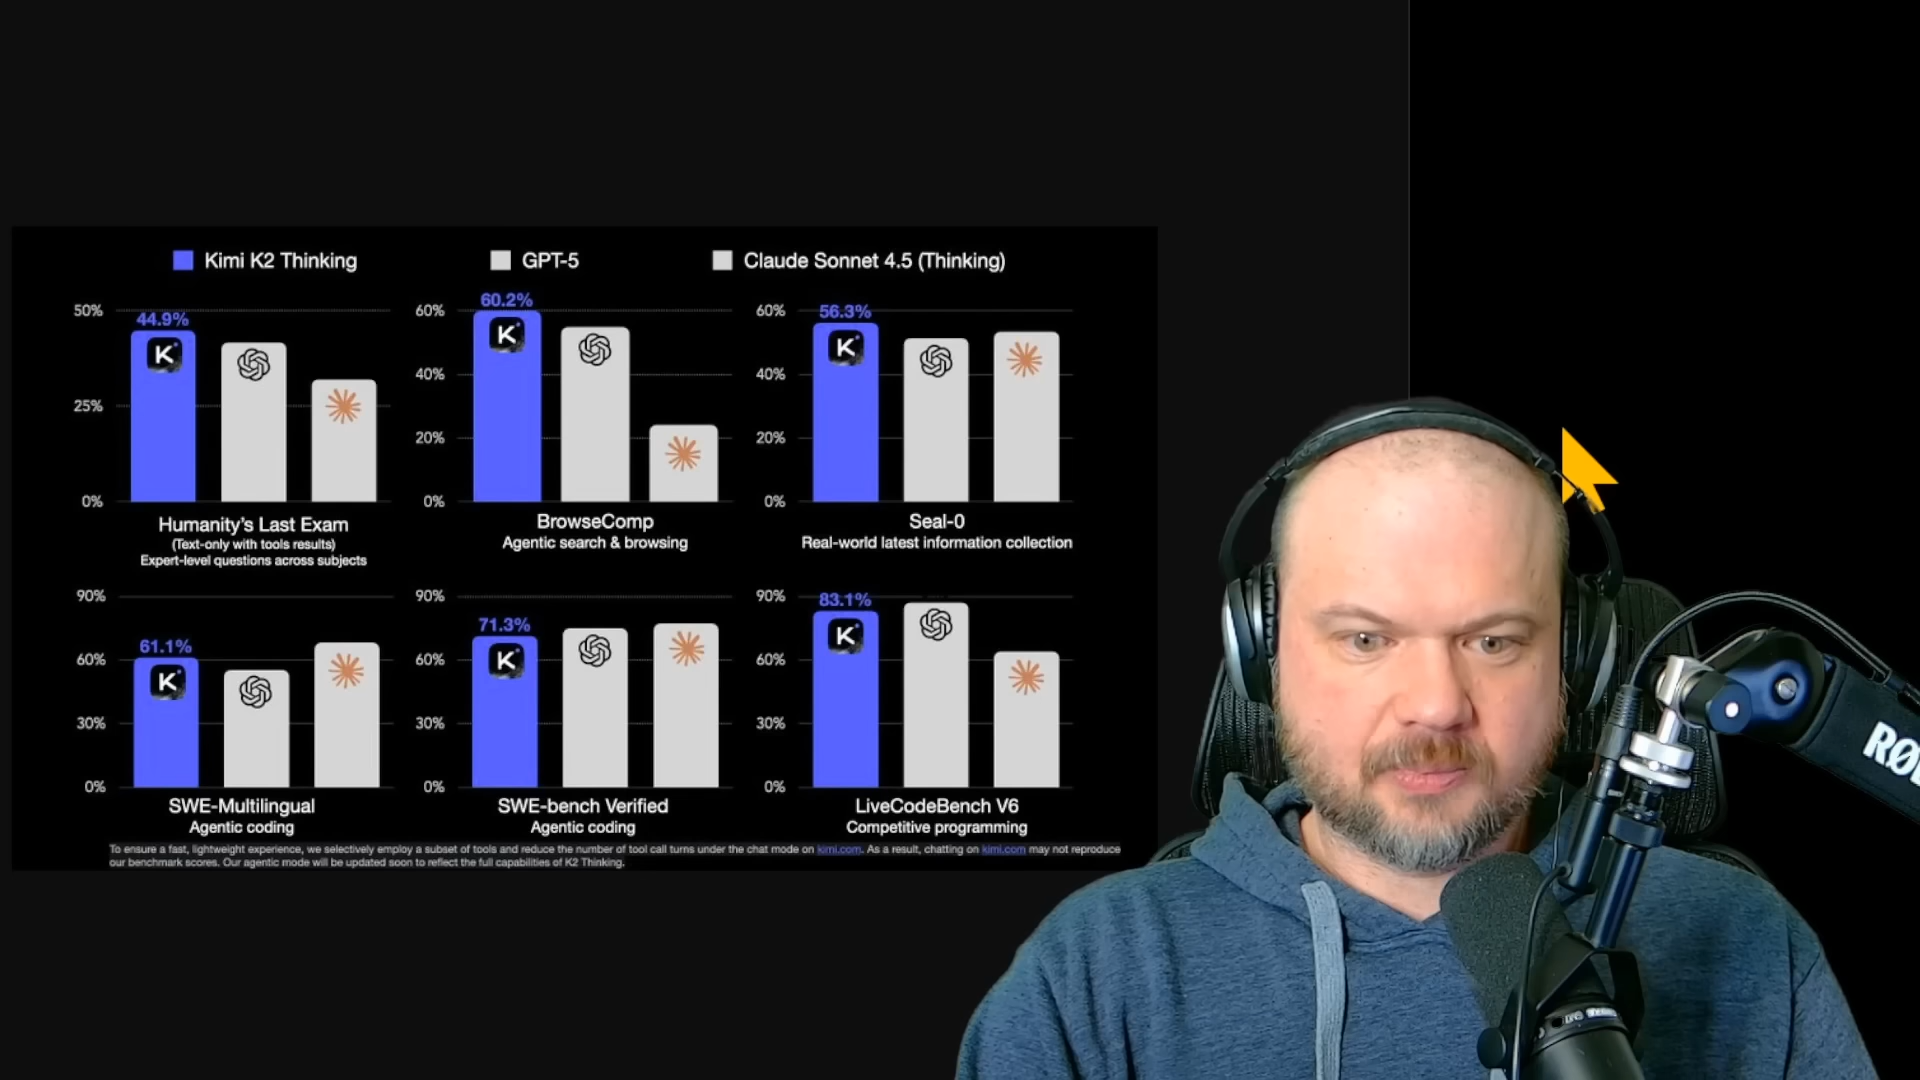 Kimi K2 Thinking GPT-5 Claude Sonnet 4.5 (Thinking)
50%
25%
0%
44.9%
K
Humanity's Last Exam
(Text-only with tools results)
Expert-level questions across subjects
60%
40%
20%
0%
60.2%
K
BrowseComp
Agentic search & browsing
60%
40%
20%
0%
56.3%
K
Seal-0
Real-world latest information collection
90%
60%
30%
0%
61.1%
K
SWE-Multilingual
Agentic coding
90%
60%
30%
0%
71.3%
K
SWE-bench Verified
Agentic coding
90%
60%
30%
0%
83.1%
K
LiveCodeBench V6
Competitive programming
To ensure a fast, lightweight experience, we selectively employ a subset of tools and reduce the number of tool call turns under the chat mode on kimi.com. As a result, chatting on kimi.com may not reproduce
our benchmark scores. Our agentic mode will be updated soon to reflect the full capabilities of K2 Thinking.